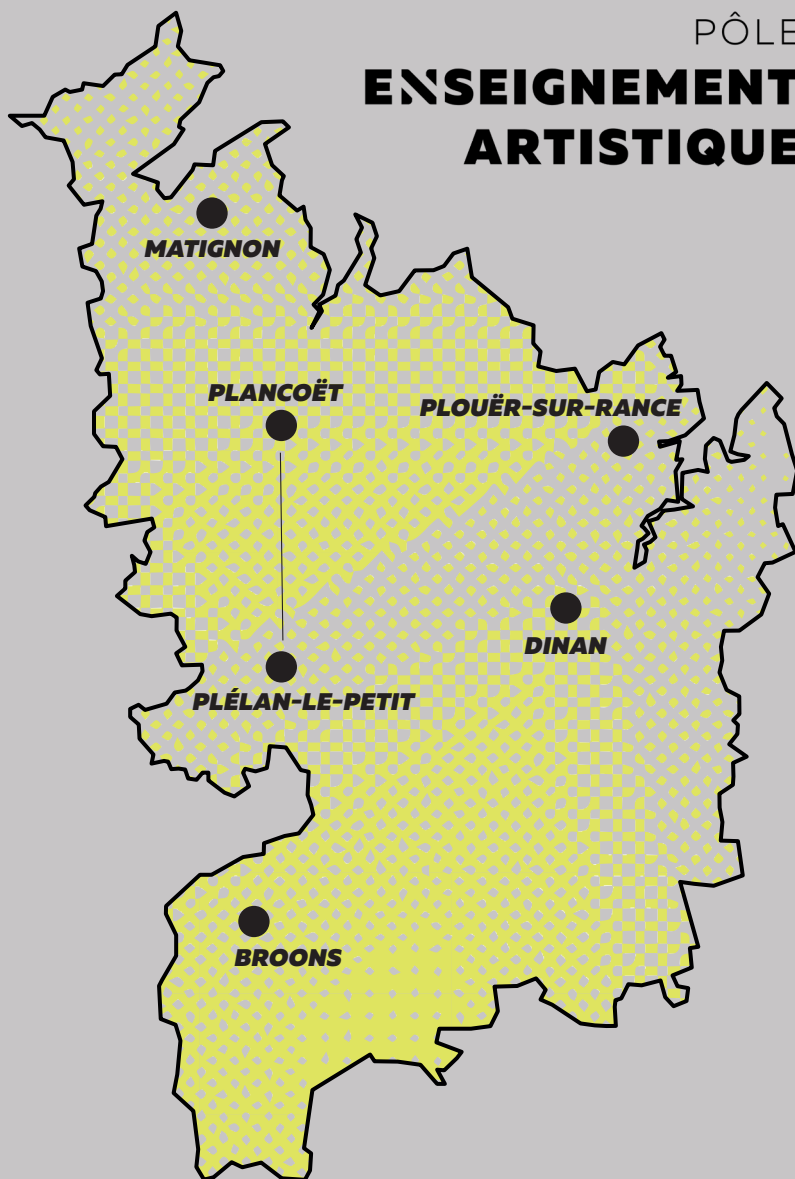 PÔLE
ENSEIGNEMENT
ARTISTIQUE
MATIGNON
PLANCOËT
PLOUËR-SUR-RANCE
DINAN
PLÉLAN-LE-PETIT
BROONS